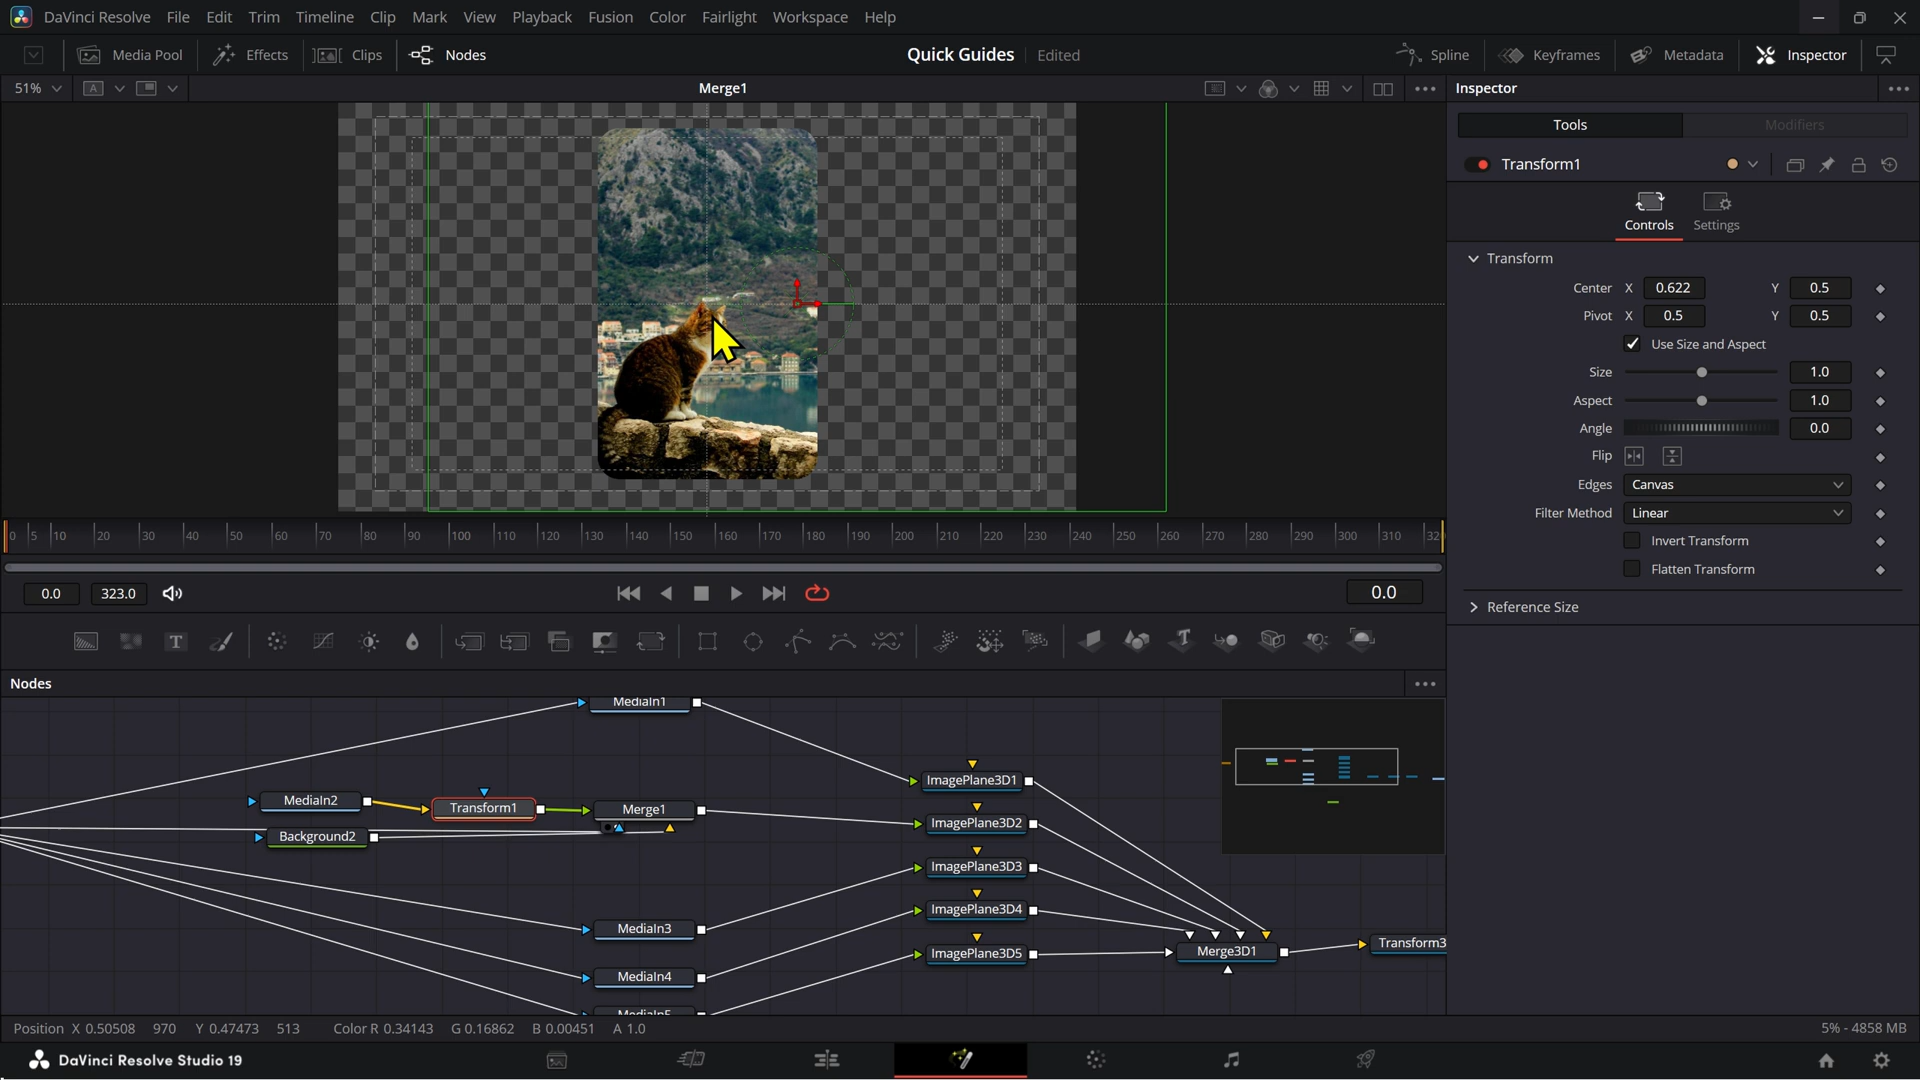 DaVinci Resolve File Edit Trim Timeline Clip Mark View Playback Fusion Color Fairlight Workspace Help
Media Pool Effects Clips Nodes Quick Guides Edited Spline Keyframes Metadata Inspector
51% A Merge1 Inspector
Tools Modifiers
Transform1
Controls Settings
Transform
Center X 0.622 Y 0.5
Pivot X 0.5 Y 0.5
Use Size and Aspect
Size 1.0
Aspect 1.0
Angle 0.0
Flip
Edges Canvas
Filter Method Linear
Invert Transform
Flatten Transform
Reference Size
0 5 10 20 30 40 50 60 70 80 90 100 110 120 130 140 150 160 170 180 190 200 210 220 230 240 250 260 270 280 290 300 310 32
0.0 323.0 0.0
Nodes
MediaIn1
ImagePlane3D1
MediaIn2 Transform1 Merge1
ImagePlane3D2
Background2
ImagePlane3D3
ImagePlane3D4
MediaIn3
ImagePlane3D5 Merge3D1 Transform3
MediaIn4
MediaIn5
Position X 0.50508 970 Y 0.47473 513 Color R 0.34143 G 0.16862 B 0.00451 A 1.0 5% - 4858 MB
DaVinci Resolve Studio 19